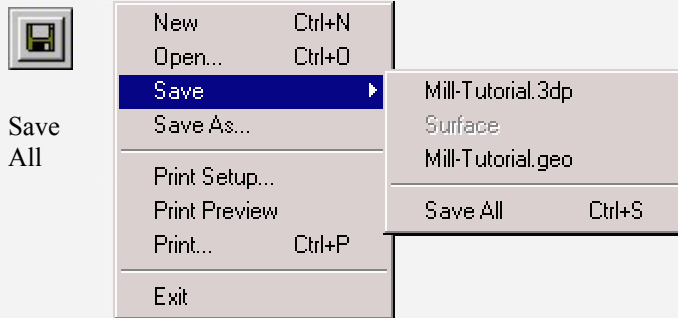 Save
All
New Ctrl+N
Open... Ctrl+O
Save
Save As...
Print Setup...
Print Preview
Print... Ctrl+P
Exit
Mill-Tutorial.3dp
Surface
Mill-Tutorial.geo
Save All Ctrl+S